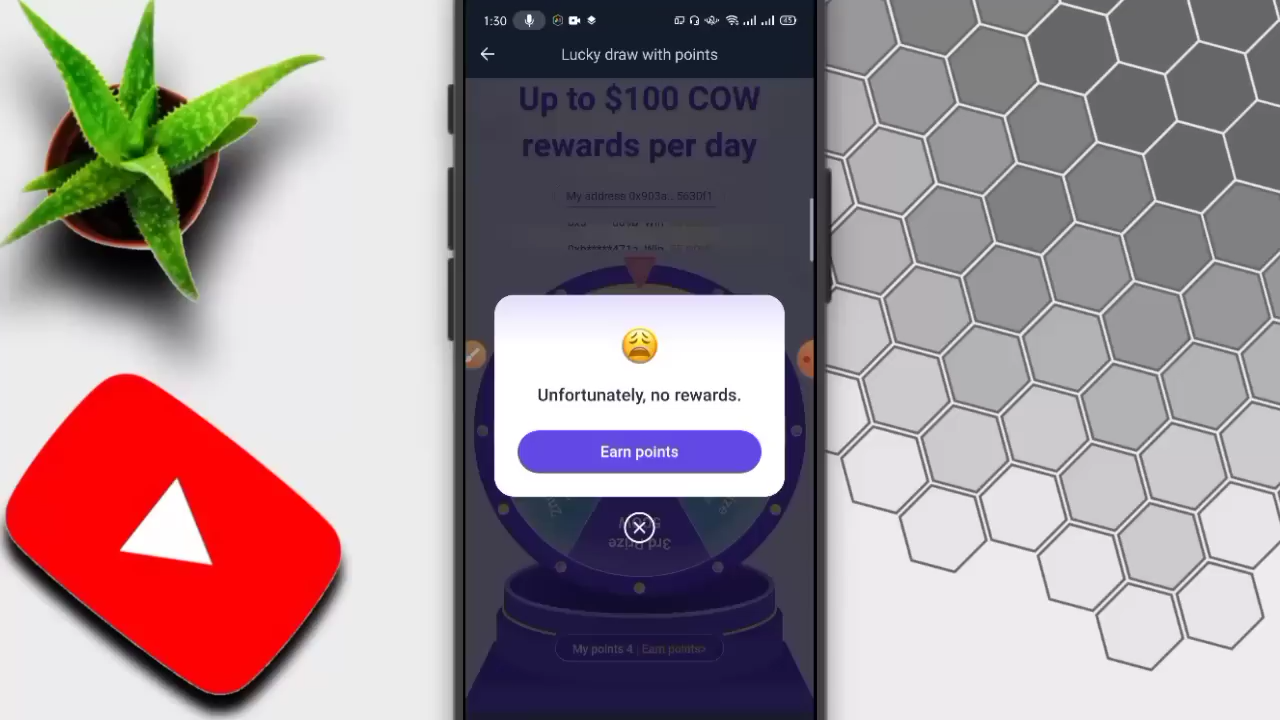 1:30
45
Lucky draw with points
Up to $100 COW
rewards per day
My address 0x903a...5630f1
Unfortunately, no rewards.
Earn points
3rd Prize
My points 4 Earn points>